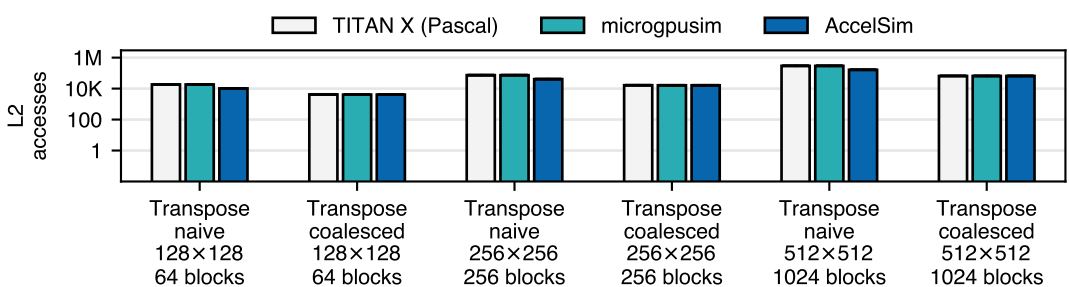 TITAN X (Pascal) microgpusim AccelSim
L2
accesses
1M
10K
100
1
Transpose naive 128×128 64 blocks
Transpose coalesced 128×128 64 blocks
Transpose naive 256×256 256 blocks
Transpose coalesced 256×256 256 blocks
Transpose naive 512×512 1024 blocks
Transpose coalesced 512×512 1024 blocks